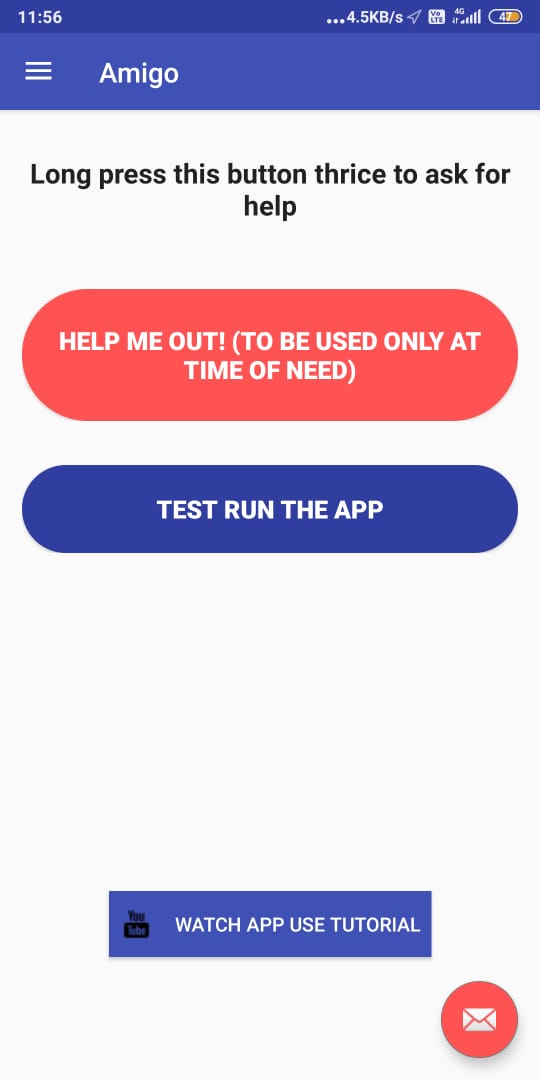 11:56 ...4.5KB/s Vo LTE 4G 47
Amigo
Long press this button thrice to ask for
help
HELP ME OUT! (TO BE USED ONLY AT
TIME OF NEED)
TEST RUN THE APP
You
Tube WATCH APP USE TUTORIAL